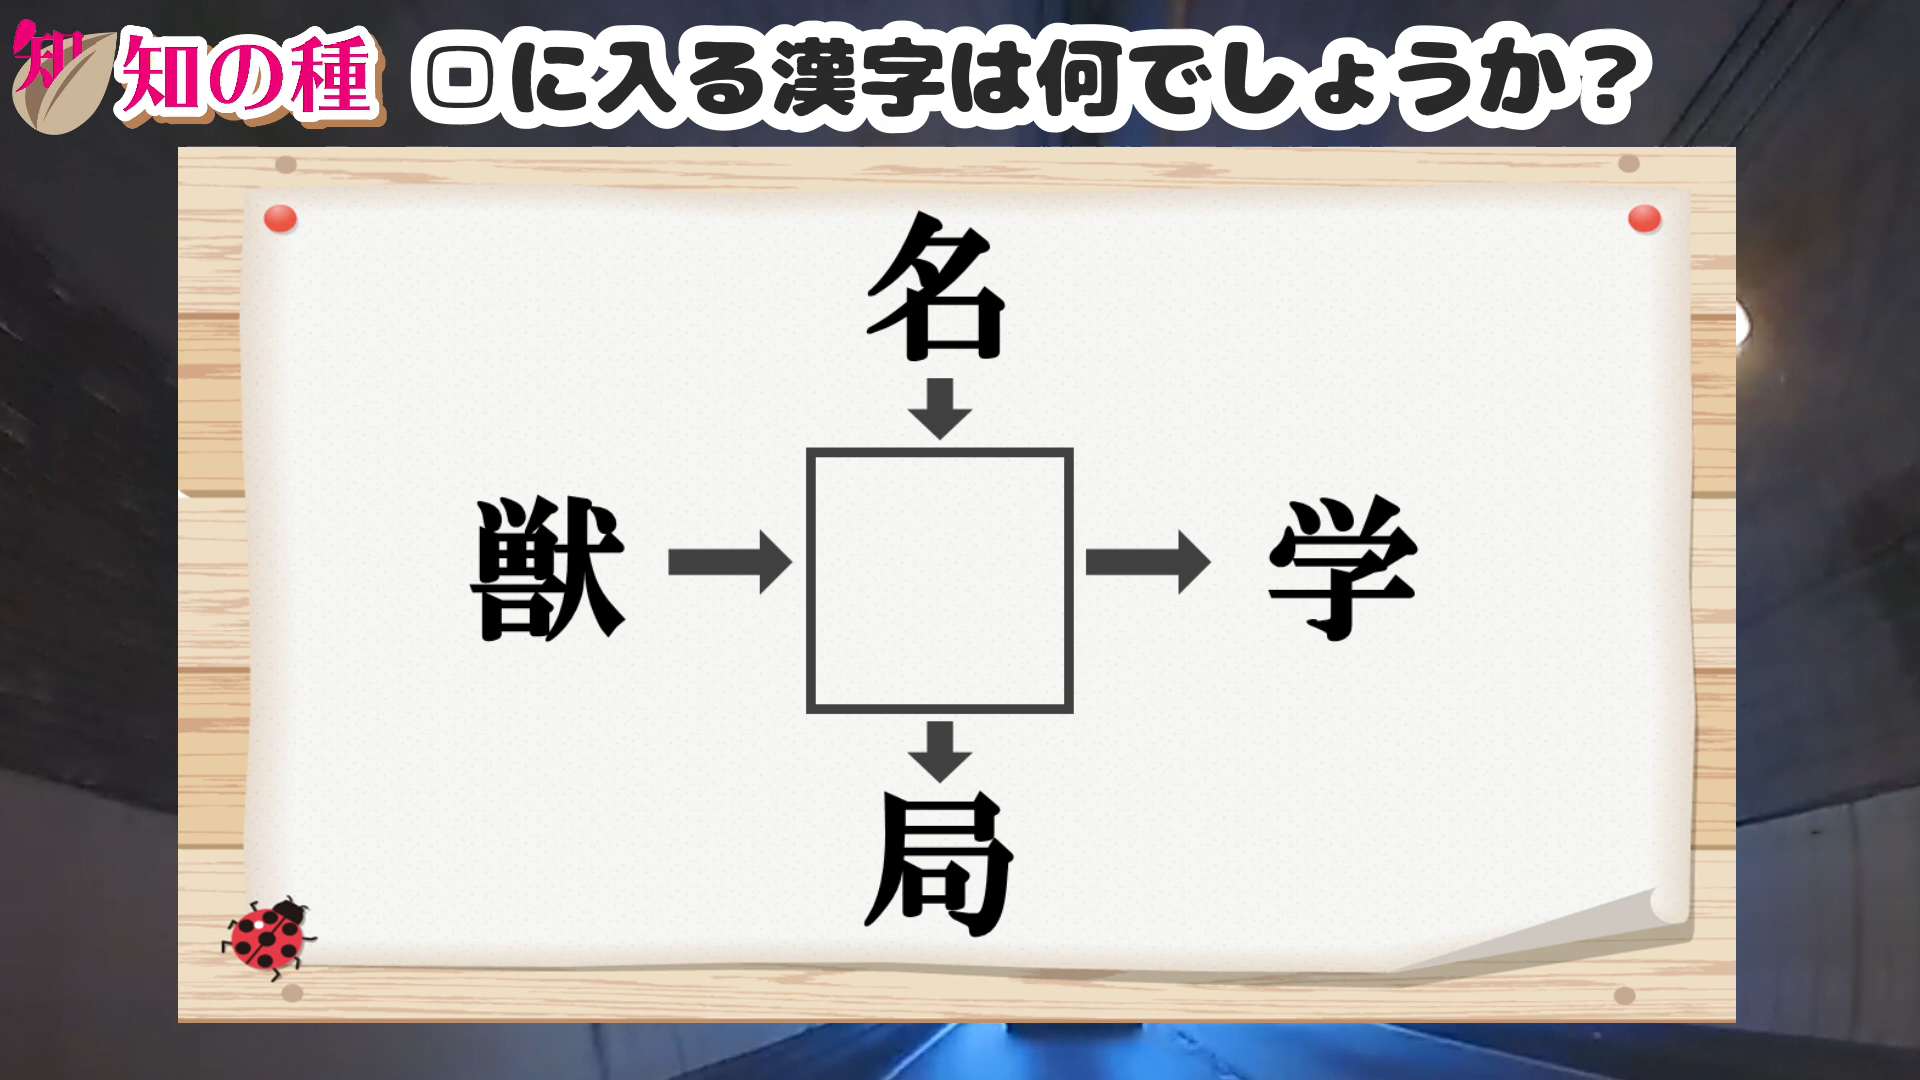 知 知の種 □に入る漢字は何でしょうか？
名
獣 学
局